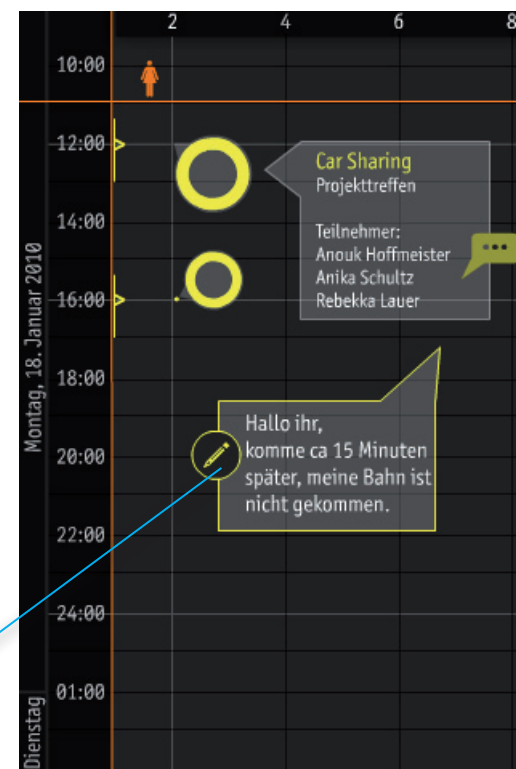 2 4 6 8
10:00
12:00
14:00
16:00
18:00
20:00
22:00
24:00
01:00
Montag, 18. Januar 2010
Dienstag
Car Sharing
Projekttreffen
Teilnehmer:
Anouk Hoffmeister
Anika Schultz
Rebekka Lauer
Hallo ihr,
komme ca 15 Minuten
später, meine Bahn ist
nicht gekommen.